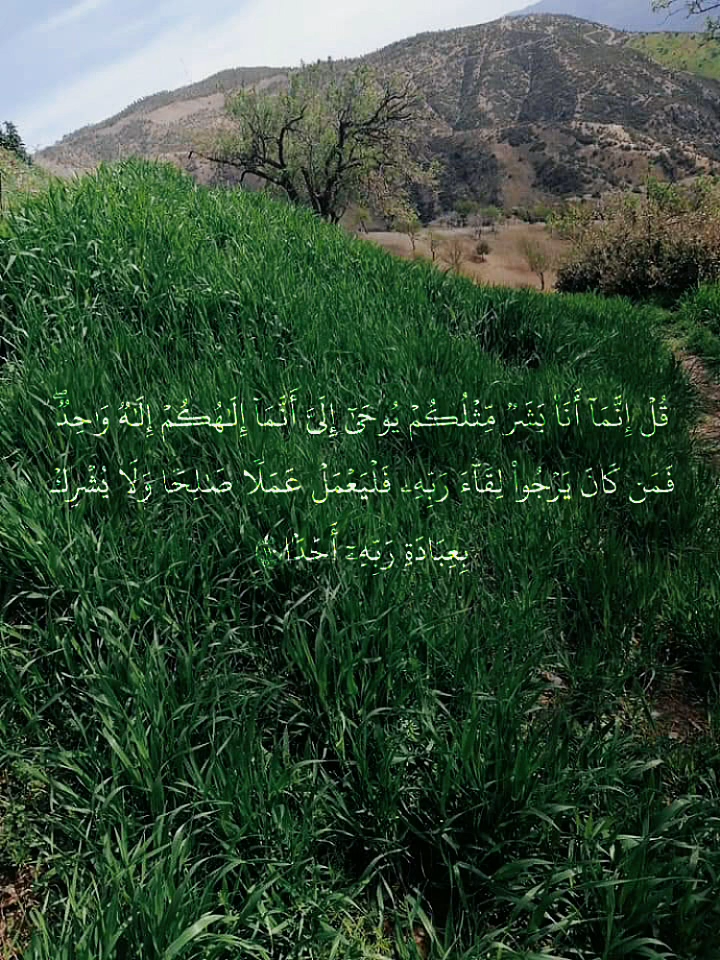 قُلۡ إِنَّمَآ أَنَا۠ بَشَرٞ مِّثۡلُكُمۡ يُوحَىٰٓ إِلَيَّ أَنَّمَآ إِلَٰهُكُمۡ إِلَٰهٞ وَٰحِدٞۖ
فَمَن كَانَ يَرۡجُواْ لِقَآءَ رَبِّهِۦ فَلۡيَعۡمَلۡ عَمَلٗا صَٰلِحٗا وَلَا يُشۡرِكۡ
بِعِبَادَةِ رَبِّهِۦٓ أَحَدَۢا